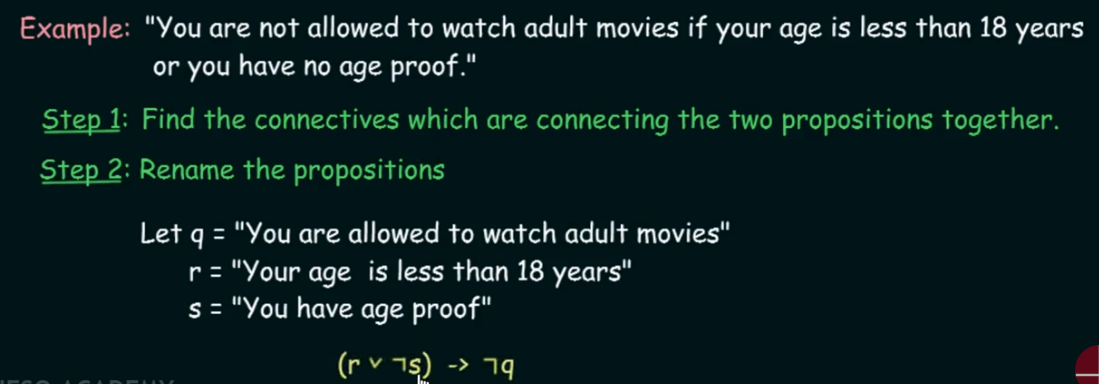 Example: "You are not allowed to watch adult movies if your age is less than 18 years
or you have no age proof."
Step 1: Find the connectives which are connecting the two propositions together.
Step 2: Rename the propositions
Let q = "You are allowed to watch adult movies"
r = "Your age is less than 18 years"
s = "You have age proof"
(r ∨ ¬s) -> ¬q
ACADEMY